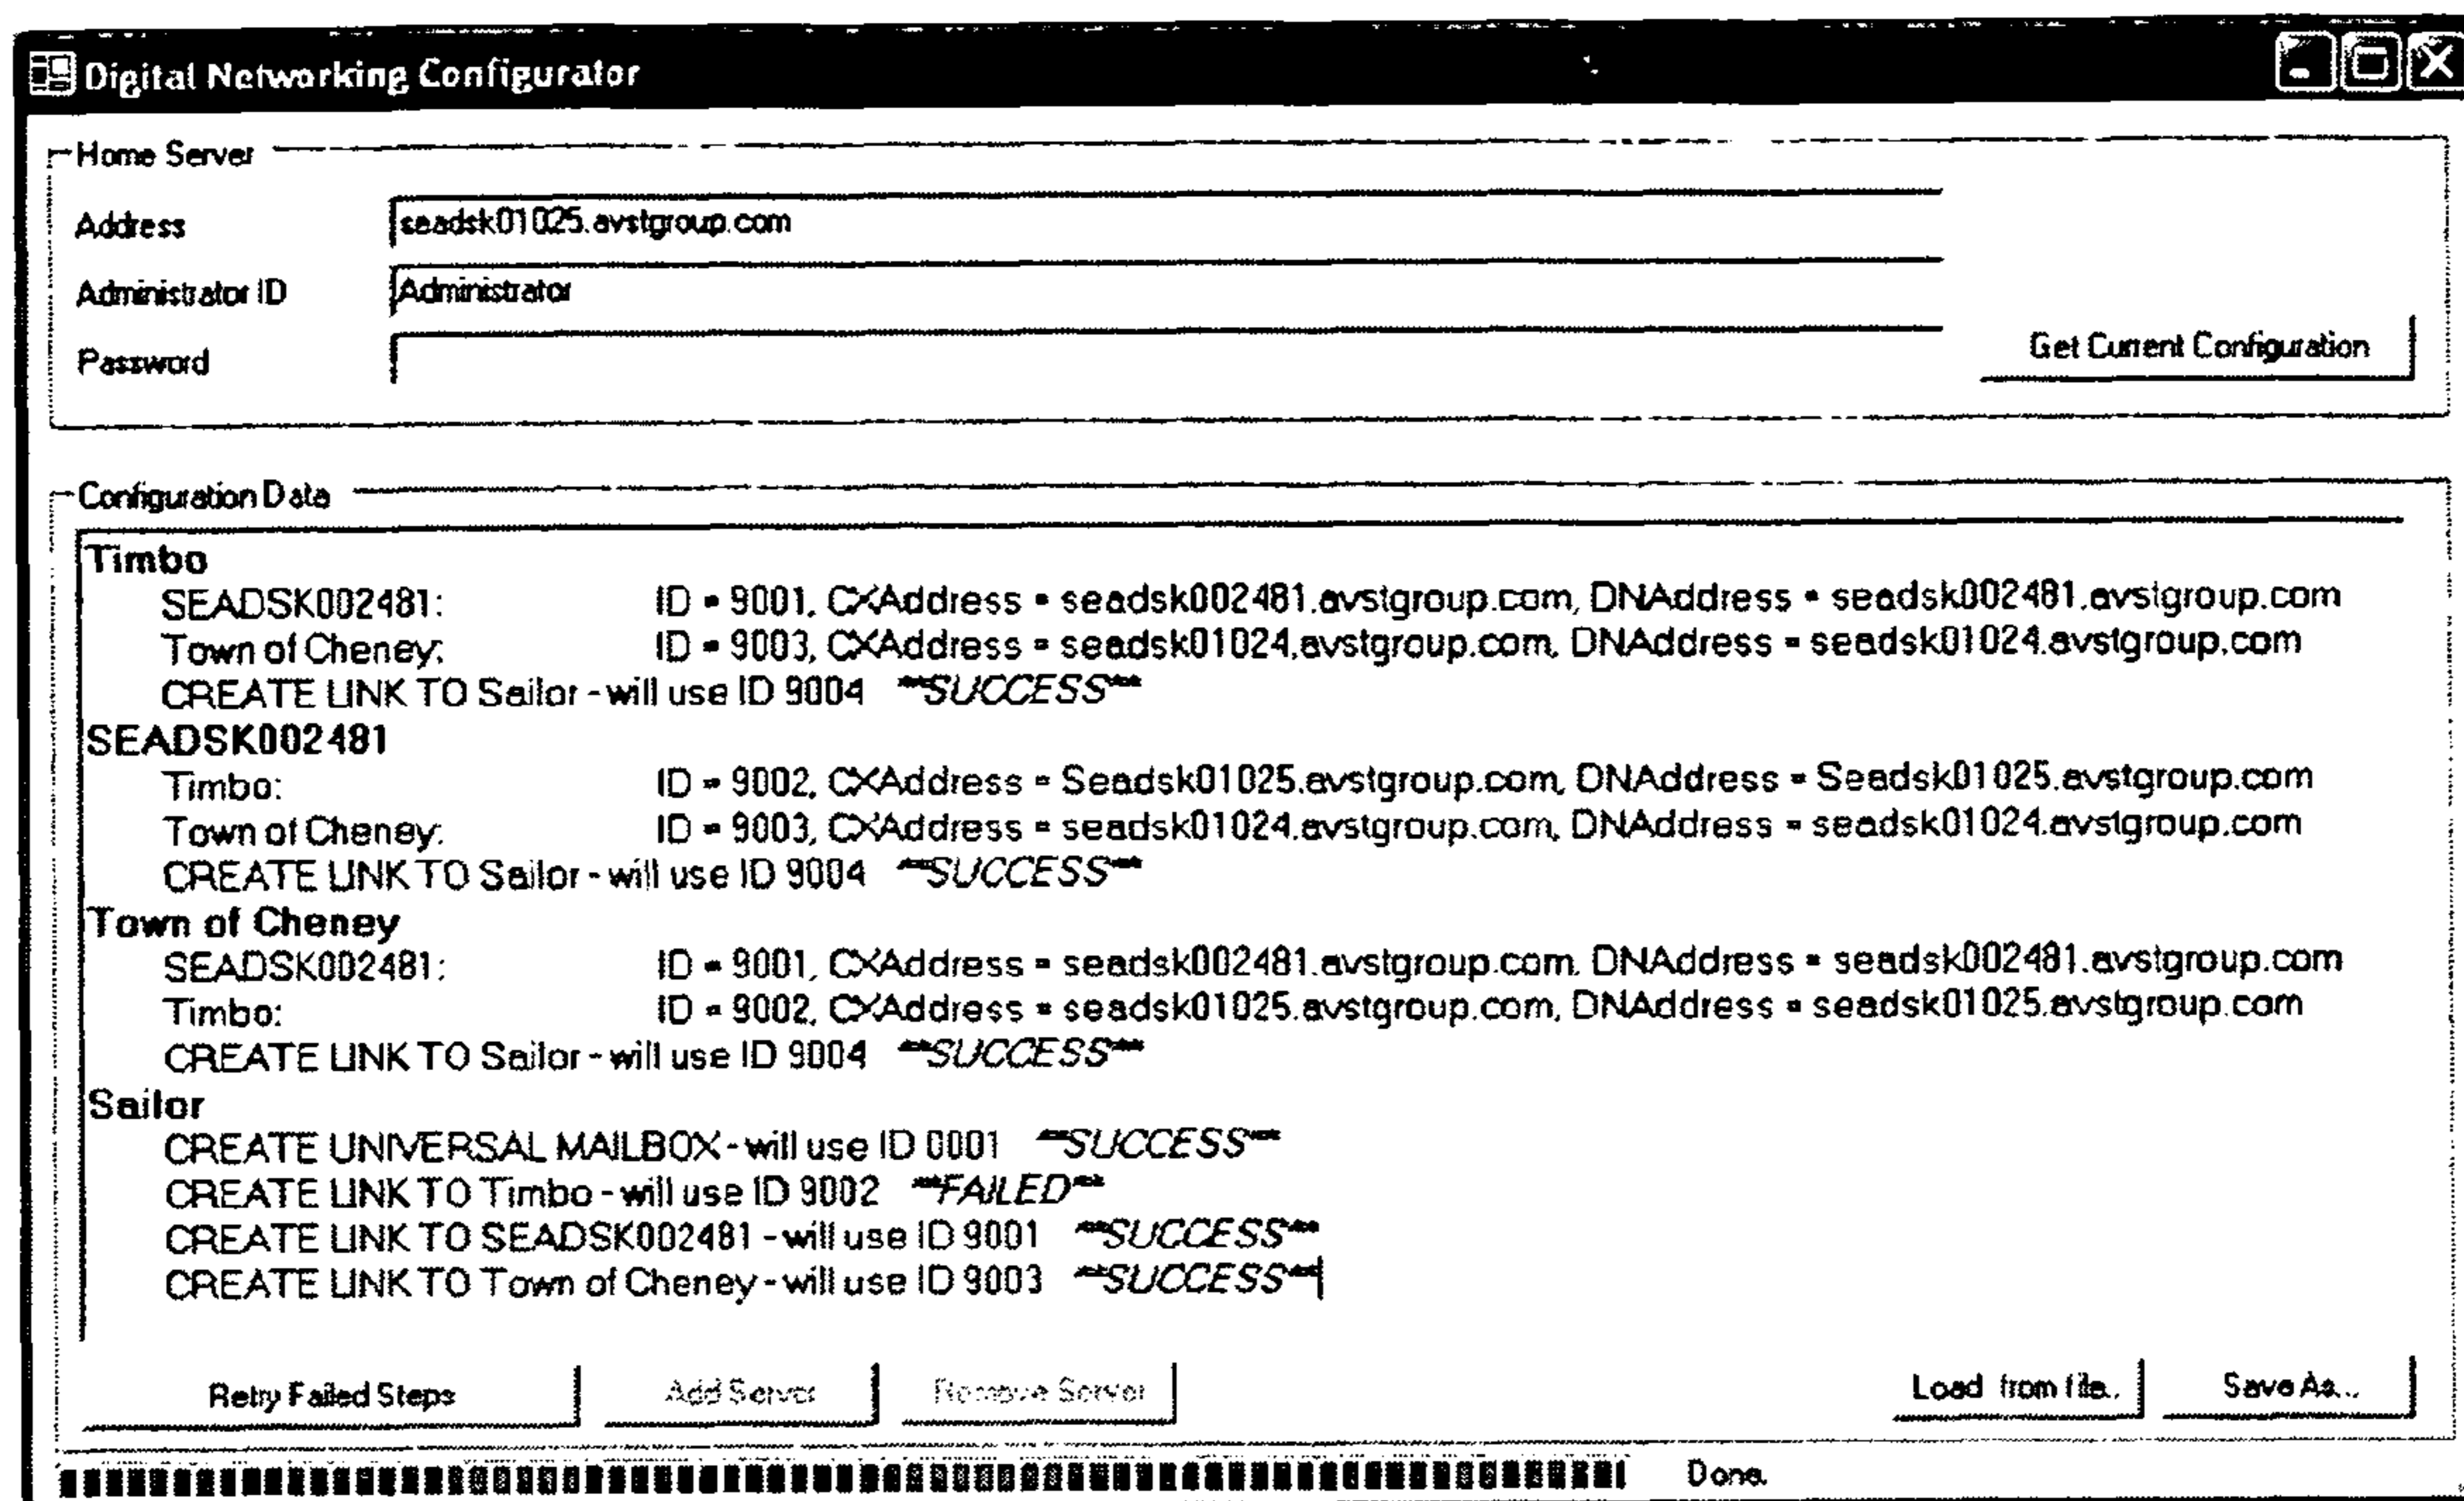 Digital Networking Configurator
Home Server
Address seadsk01025.avstgroup.com
Administrator ID Administrator
Password
Get Current Configuration
Configuration Data
Timbo
SEADSK002481: ID = 9001, CXAddress = seadsk002481.avstgroup.com, DNAddress = seadsk002481.avstgroup.com
Town of Cheney: ID = 9003, CXAddress = seadsk01024.avstgroup.com, DNAddress = seadsk01024.avstgroup.com
CREATE LINK TO Sailor - will use ID 9004 **SUCCESS**
SEADSK002481
Timbo: ID = 9002, CXAddress = Seadsk01025.avstgroup.com, DNAddress = Seadsk01025.avstgroup.com
Town of Cheney: ID = 9003, CXAddress = seadsk01024.avstgroup.com, DNAddress = seadsk01024.avstgroup.com
CREATE LINK TO Sailor - will use ID 9004 **SUCCESS**
Town of Cheney
SEADSK002481: ID = 9001, CXAddress = seadsk002481.avstgroup.com, DNAddress = seadsk002481.avstgroup.com
Timbo: ID = 9002, CXAddress = seadsk01025.avstgroup.com, DNAddress = seadsk01025.avstgroup.com
CREATE LINK TO Sailor - will use ID 9004 **SUCCESS**
Sailor
CREATE UNIVERSAL MAILBOX - will use ID 0001 **SUCCESS**
CREATE LINK TO Timbo - will use ID 9002 **FAILED**
CREATE LINK TO SEADSK002481 - will use ID 9001 **SUCCESS**
CREATE LINK TO Town of Cheney - will use ID 9003 **SUCCESS**
Retry Failed Steps Add Server Remove Server Load from file.. Save As...
Done.